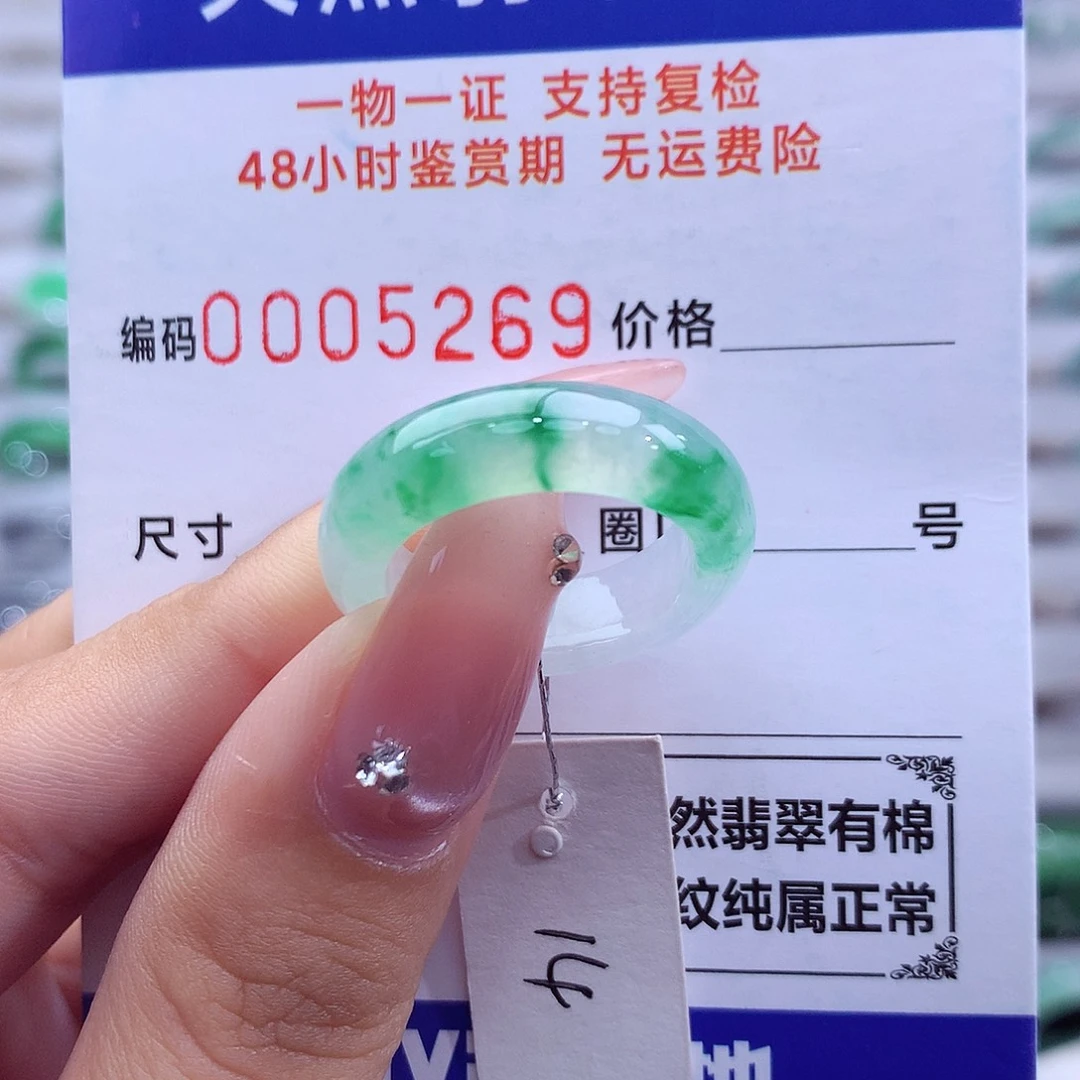 一物一证 支持复检
48小时鉴赏期 无运费险
编码0005269 价格
尺寸 圈 号
然翡翠有棉
纹纯属正常
14